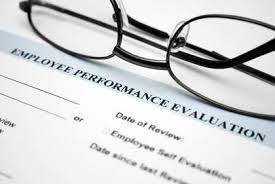 EMPLOYEE PERFORMANCE EVALUATION
Date of Review:
or
Employee Self Evaluation
Date since last Review